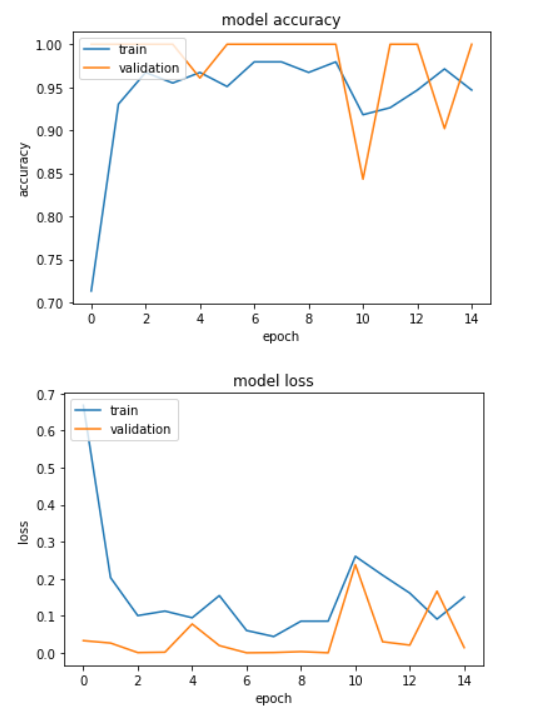 model accuracy
train
validation
1.00
0.95
0.90
0.85
0.80
0.75
0.70
accuracy
0 2 4 6 8 10 12 14
epoch
model loss
train
validation
0.7
0.6
0.5
0.4
0.3
0.2
0.1
0.0
loss
0 2 4 6 8 10 12 14
epoch